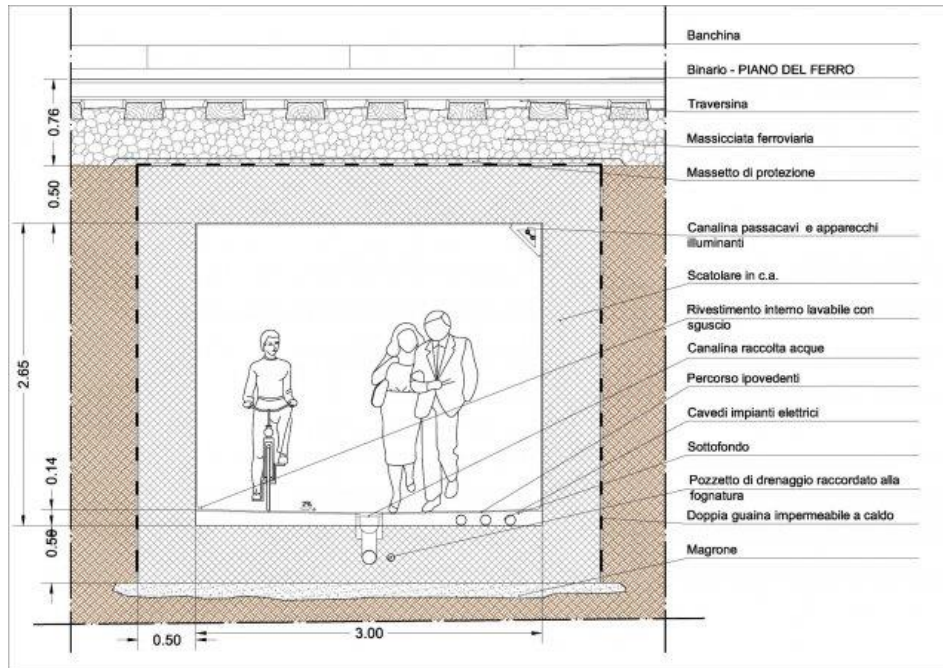 Banchina
Binario - PIANO DEL FERRO
Traversina
Massicciata ferroviaria
Massetto di protezione
Canalina passacavi e apparecchi
illuminanti
Scatolare in c.a.
Rivestimento interno lavabile con
sguscio
Canalina raccolta acque
Percorso ipovedenti
Cavedi impianti elettrici
Sottofondo
Pozzetto di drenaggio raccordato alla
fognatura
Doppia guaina impermeabile a caldo
Magrone
0.76
0.50
2.65
0.14
0.50
0.50
3.00